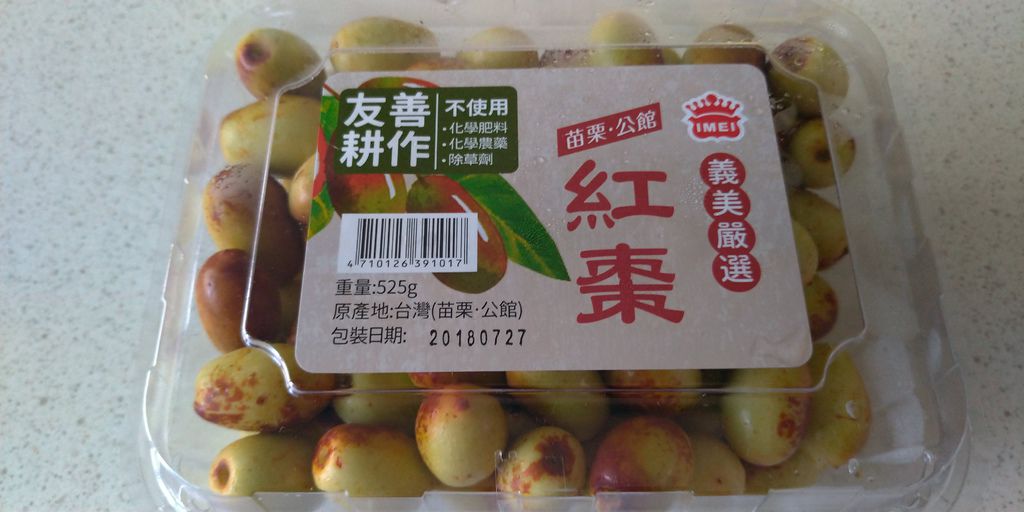 友善
耕作
不使用
·化學肥料
·化學農藥
·除草劑
苗栗·公館
紅棗
IMEI
義美嚴選
4 710126 391017
重量:525g
原產地:台灣(苗栗·公館)
包裝日期: 20180727